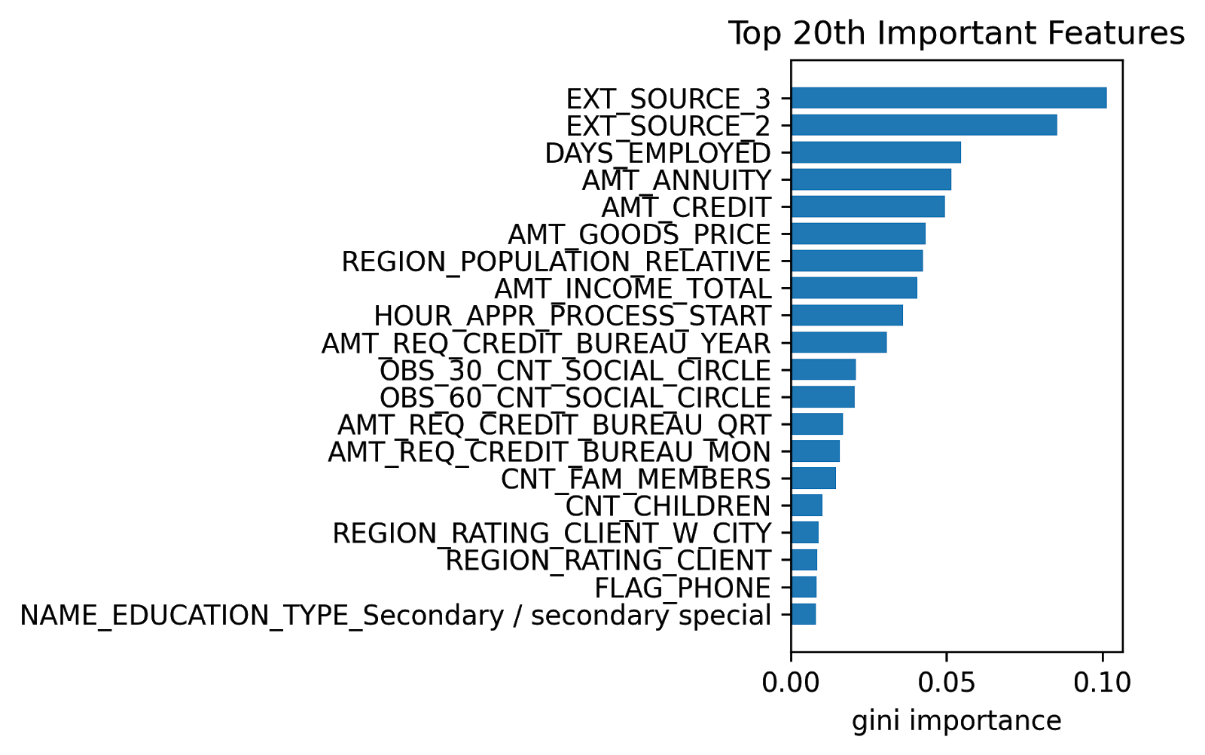 Top 20th Important Features
EXT_SOURCE_3
EXT_SOURCE_2
DAYS_EMPLOYED
AMT_ANNUITY
AMT_CREDIT
AMT_GOODS_PRICE
REGION_POPULATION_RELATIVE
AMT_INCOME_TOTAL
HOUR_APPR_PROCESS_START
AMT_REQ_CREDIT_BUREAU_YEAR
OBS_30_CNT_SOCIAL_CIRCLE
OBS_60_CNT_SOCIAL_CIRCLE
AMT_REQ_CREDIT_BUREAU_QRT
AMT_REQ_CREDIT_BUREAU_MON
CNT_FAM_MEMBERS
CNT_CHILDREN
REGION_RATING_CLIENT_W_CITY
REGION_RATING_CLIENT
FLAG_PHONE
NAME_EDUCATION_TYPE_Secondary / secondary special
0.00 0.05 0.10
gini importance